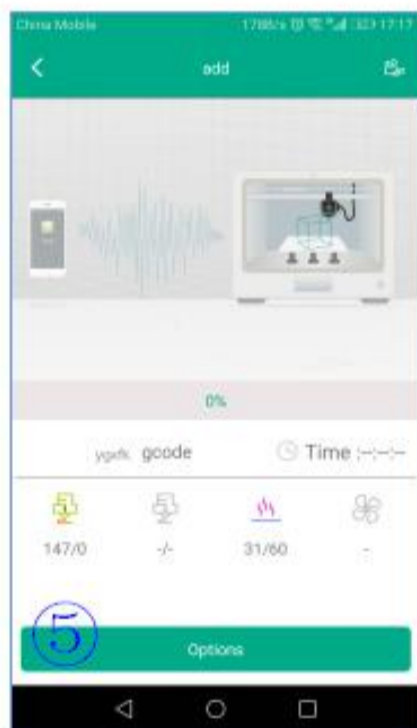 China Mobile 17:17
add
0%
gcode Time :--:--:--
147/0 -/- 31/60 -
⑤
Options